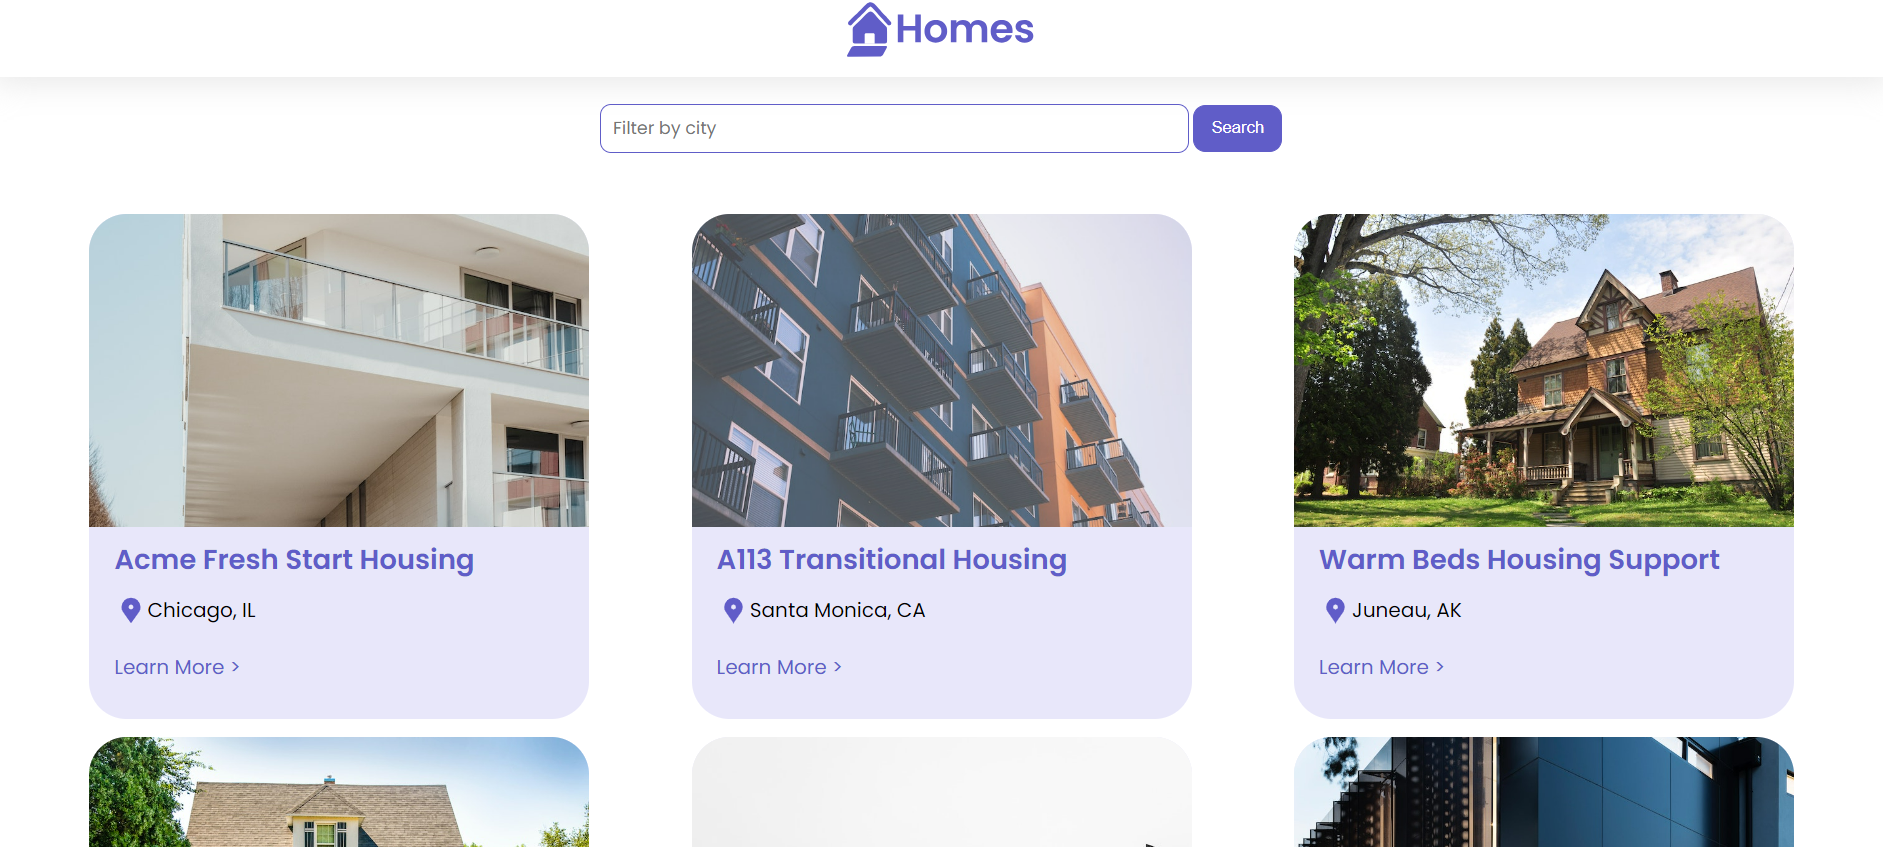 Homes
Filter by city
Search
Acme Fresh Start Housing
Chicago, IL
Learn More >
A113 Transitional Housing
Santa Monica, CA
Learn More >
Warm Beds Housing Support
Juneau, AK
Learn More >